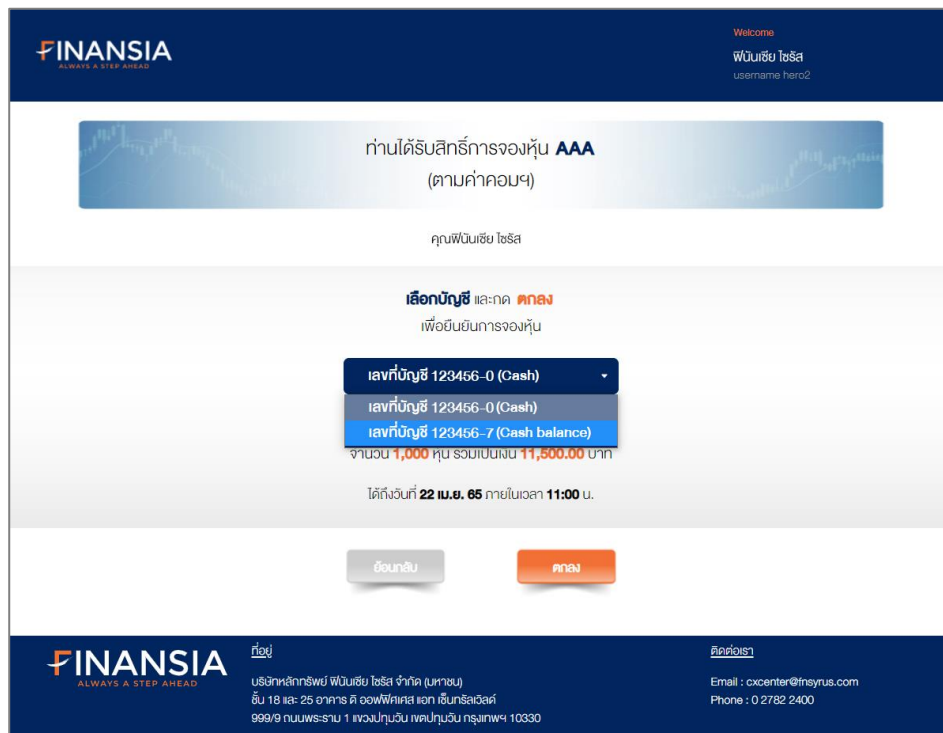 FINANSIA
ALWAYS A STEP AHEAD
Welcome
ฟินันเซีย ไซรัส
username hero2
ท่านได้รับสิทธิ์การจองหุ้น AAA
(ตามค่าคอมฯ)
คุณฟินันเซีย ไซรัส
เลือกบัญชี และกด ตกลง
เพื่อยืนยันการจองหุ้น
เลขที่บัญชี 123456-0 (Cash)
เลขที่บัญชี 123456-0 (Cash)
เลขที่บัญชี 123456-7 (Cash balance)
จำนวน 1,000 หุ้น รวมเป็นเงิน 11,500.00 บาท
ได้ถึงวันที่ 22 เม.ย. 65 ภายในเวลา 11:00 น.
ย้อนกลับ
ตกลง
FINANSIA
ALWAYS A STEP AHEAD
ที่อยู่
บริษัทหลักทรัพย์ ฟินันเซีย ไซรัส จำกัด (มหาชน)
ชั้น 18 และ 25 อาคาร ดิ ออฟฟิศเศส แอท เซ็นทรัลเวิลด์
999/9 ถนนพระราม 1 แขวงปทุมวัน เขตปทุมวัน กรุงเทพฯ 10330
ติดต่อเรา
Email : cxcenter@fnsyrus.com
Phone : 0 2782 2400